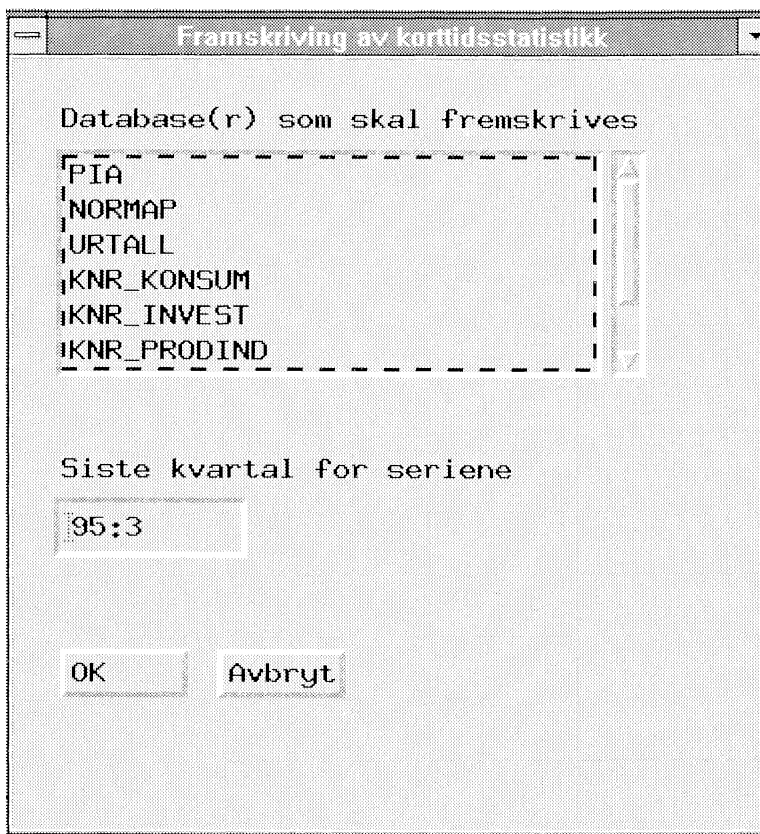 Framskriving av korttidsstatistikk
Database(r) som skal fremskrives
PIA
NORMAP
URTALL
KNR_KONSUM
KNR_INVEST
KNR_PRODIND
Siste kvartal for seriene
95:3
OK Avbryt